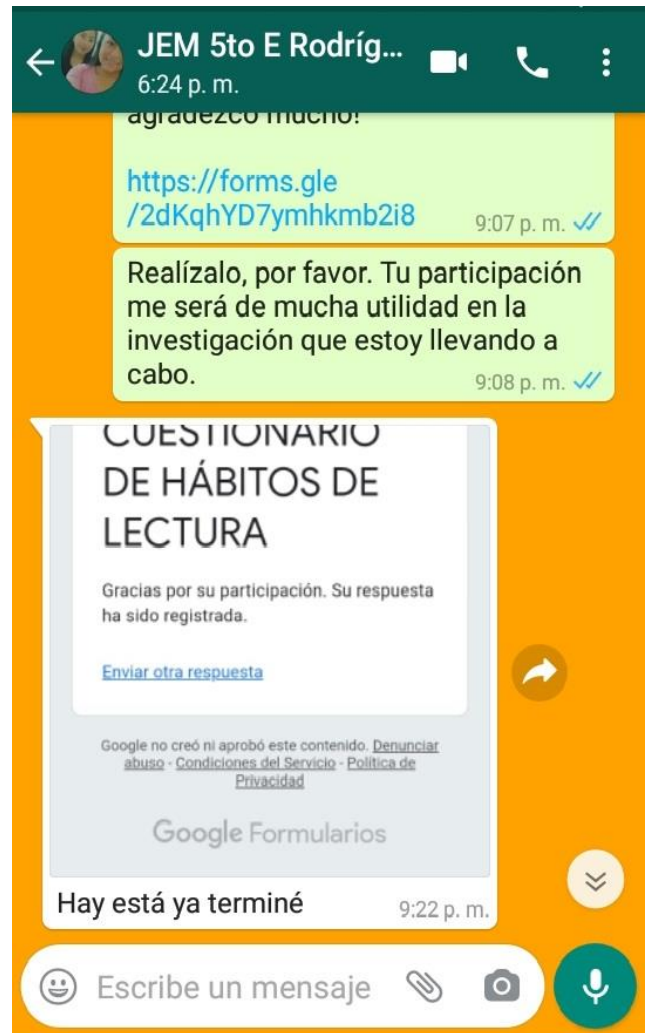 JEM 5to E Rodríg...
6:24 p. m.
agradezco mucho!
https://forms.gle
/2dKqhYD7ymhkmb2i8
9:07 p. m.
Realízalo, por favor. Tu participación
me será de mucha utilidad en la
investigación que estoy llevando a
cabo.
9:08 p. m.
CUESTIONARIO
DE HÁBITOS DE
LECTURA
Gracias por su participación. Su respuesta
ha sido registrada.
Enviar otra respuesta
Google no creó ni aprobó este contenido. Denunciar
abuso - Condiciones del Servicio - Política de
Privacidad
Google Formularios
Hay está ya terminé
9:22 p. m.
Escribe un mensaje